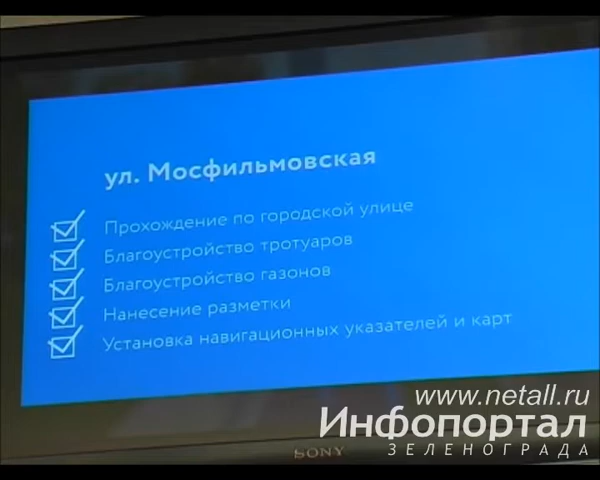 ул. Мосфильмовская
Прохождение по городской улице
Благоустройство тротуаров
Благоустройство газонов
Нанесение разметки
Установка навигационных указателей и карт
www.netall.ru
Инфопортал
ЗЕЛЕНОГРАДА
SONY